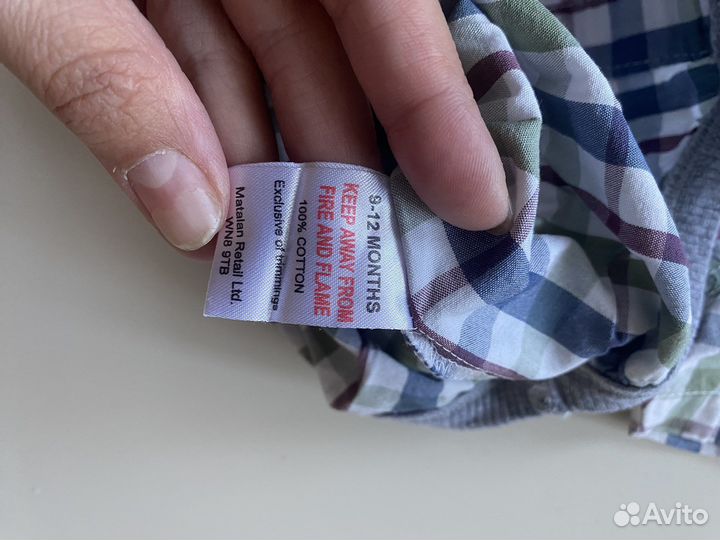 9-12 MONTHS
KEEP AWAY FROM
FIRE AND FLAME
100% COTTON
Exclusive of trimmings
Matalan Retail Ltd.
WN8 9TB
Avito